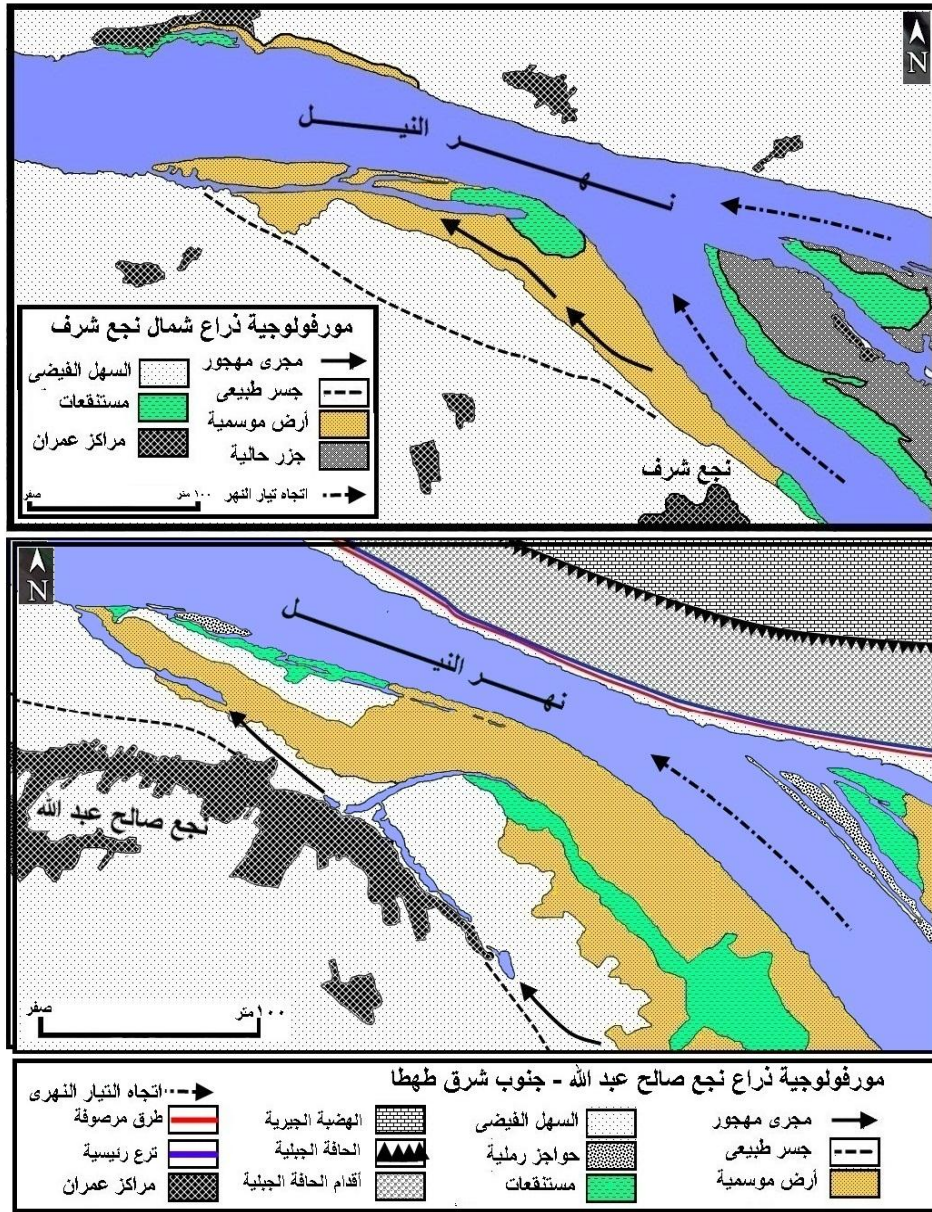 N
نهر النيل
مورفولوجية ذراع شمال نجع شرف
مجرى مهجور
السهل الفيضى
جسر طبيعى
مستنقعات
أرض موسمية
مراكز عمران
جزر حالية
اتجاه تيار النهر
صفر ١٠٠ متر
نجع شرف
N
نهر النيل
نجع صالح عبد الله
صفر ١٠٠ متر
مورفولوجية ذراع نجع صالح عبد الله - جنوب شرق طهطا
مجرى مهجور
السهل الفيضى
الهضبة الجيرية
اتجاه التيار النهرى
جسر طبيعى
حواجز رملية
الحافة الجبلية
طرق مرصوفة
أرض موسمية
مستنقعات
أقدام الحافة الجبلية
ترع رئيسية
مراكز عمران